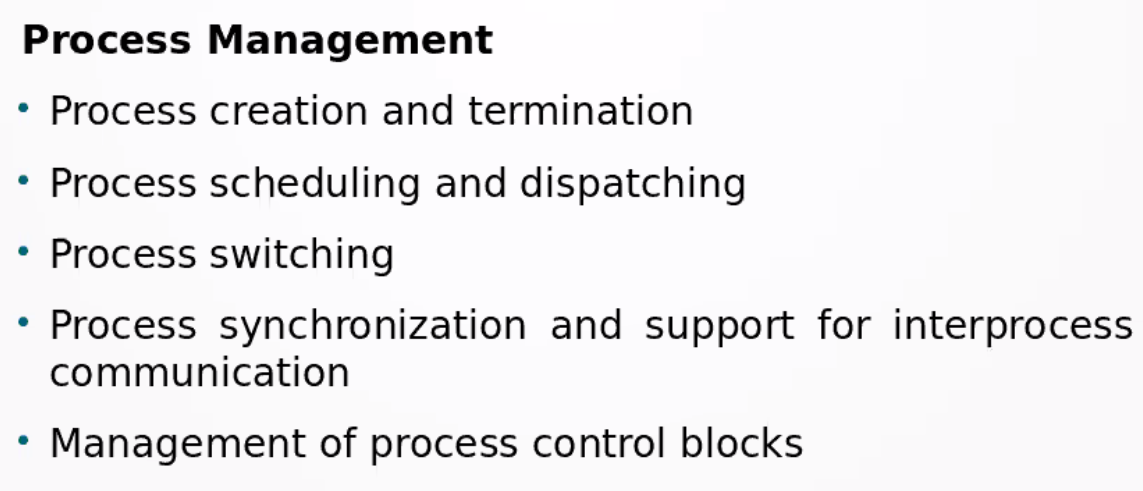 Process Management
• Process creation and termination
• Process scheduling and dispatching
• Process switching
• Process synchronization and support for interprocess
communication
• Management of process control blocks